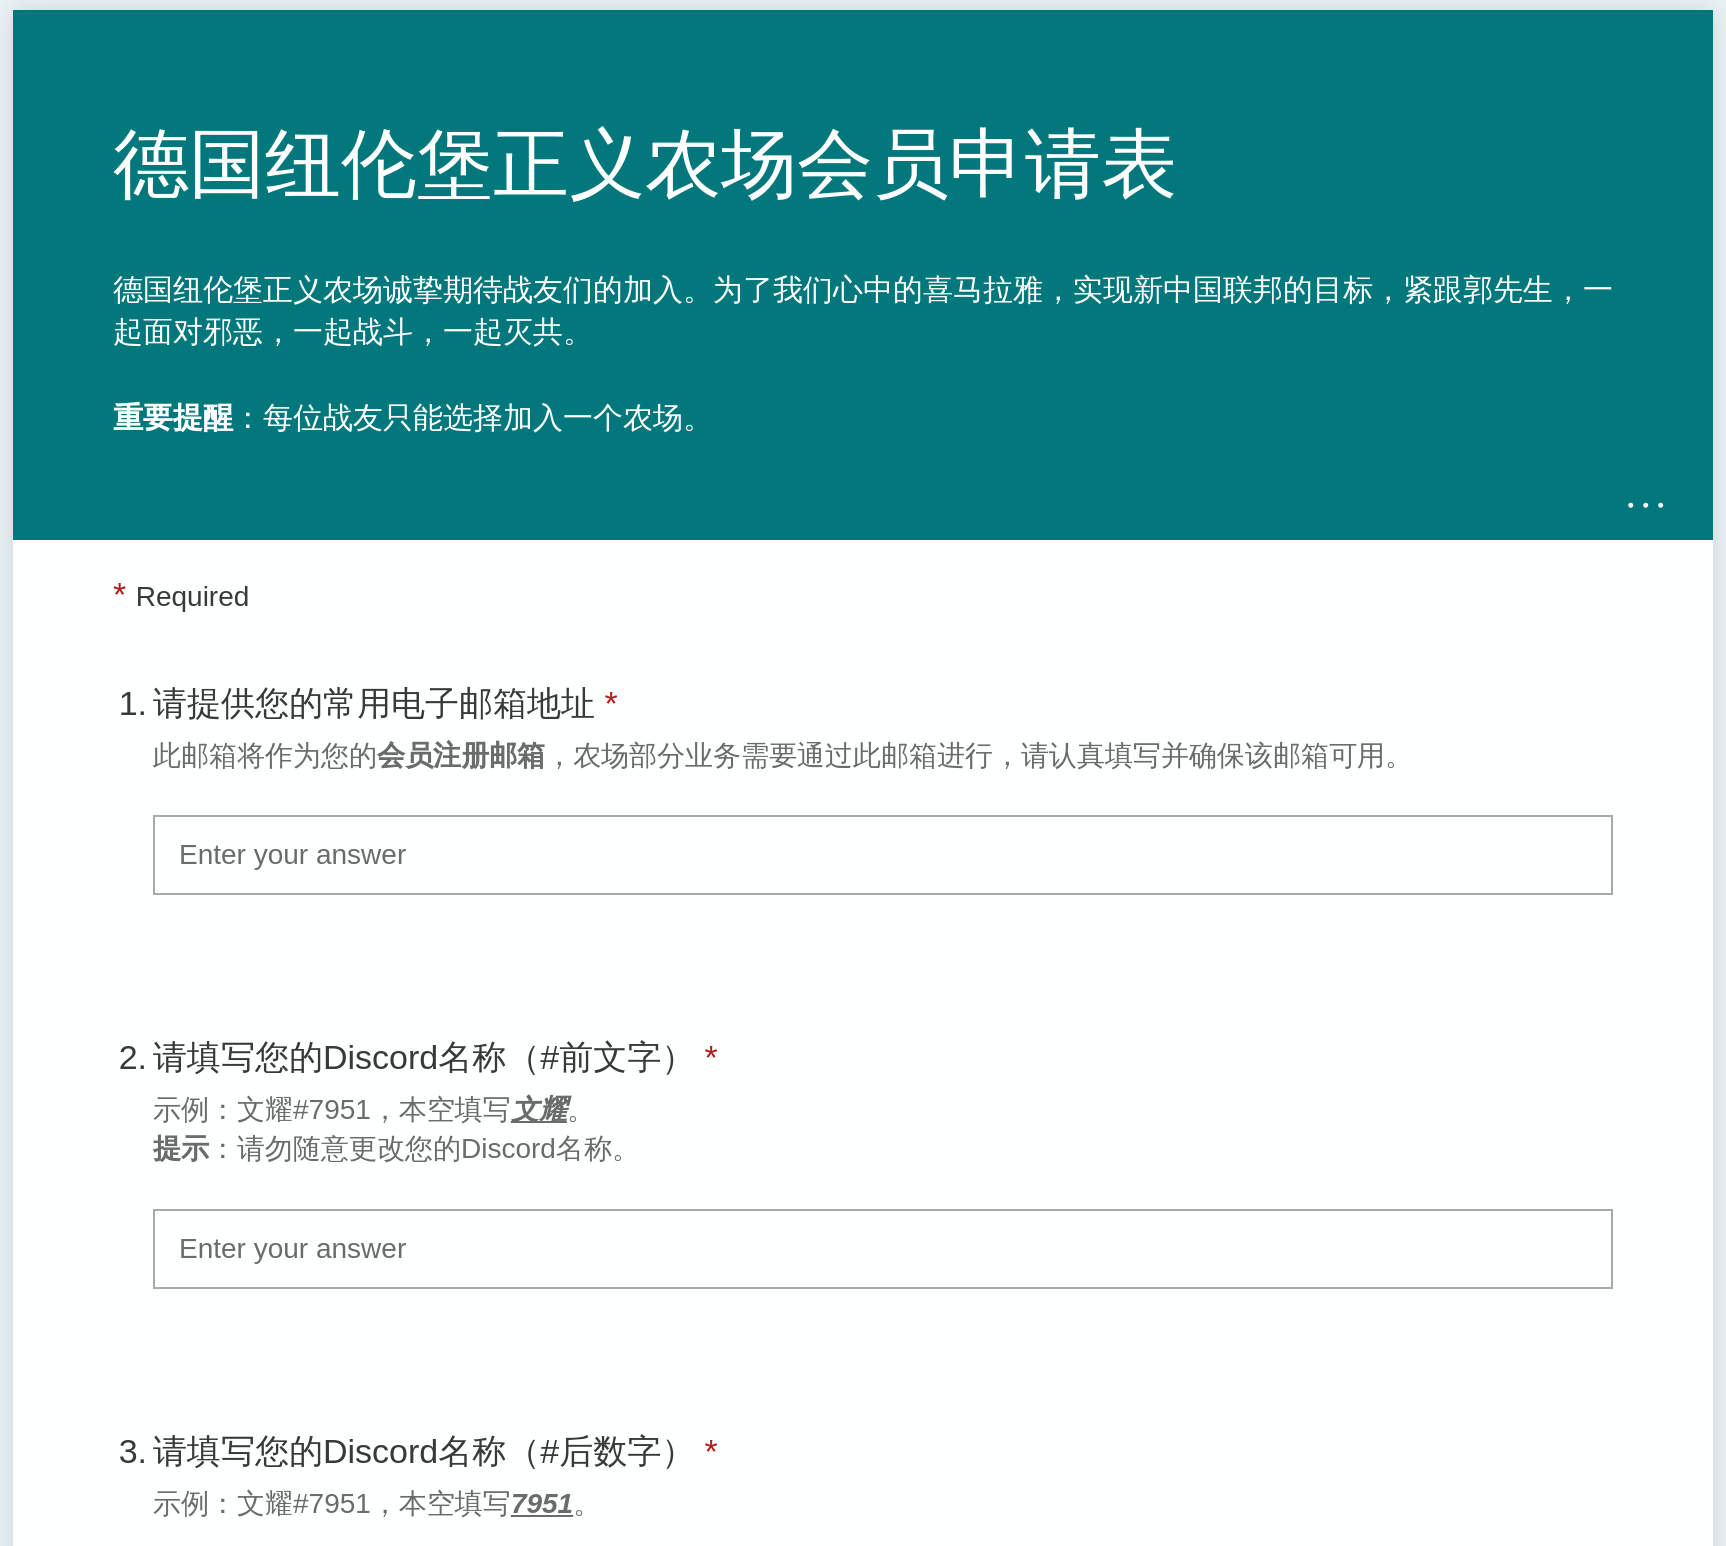 德国纽伦堡正义农场会员申请表
德国纽伦堡正义农场诚挚期待战友们的加入。为了我们心中的喜马拉雅，实现新中国联邦的目标，紧跟郭先生，一
起面对邪恶，一起战斗，一起灭共。
重要提醒：每位战友只能选择加入一个农场。
...
* Required
1. 请提供您的常用电子邮箱地址 *
此邮箱将作为您的会员注册邮箱，农场部分业务需要通过此邮箱进行，请认真填写并确保该邮箱可用。
Enter your answer
2. 请填写您的Discord名称（#前文字） *
示例：文耀#7951，本空填写文耀。
提示：请勿随意更改您的Discord名称。
Enter your answer
3. 请填写您的Discord名称（#后数字） *
示例：文耀#7951，本空填写7951。